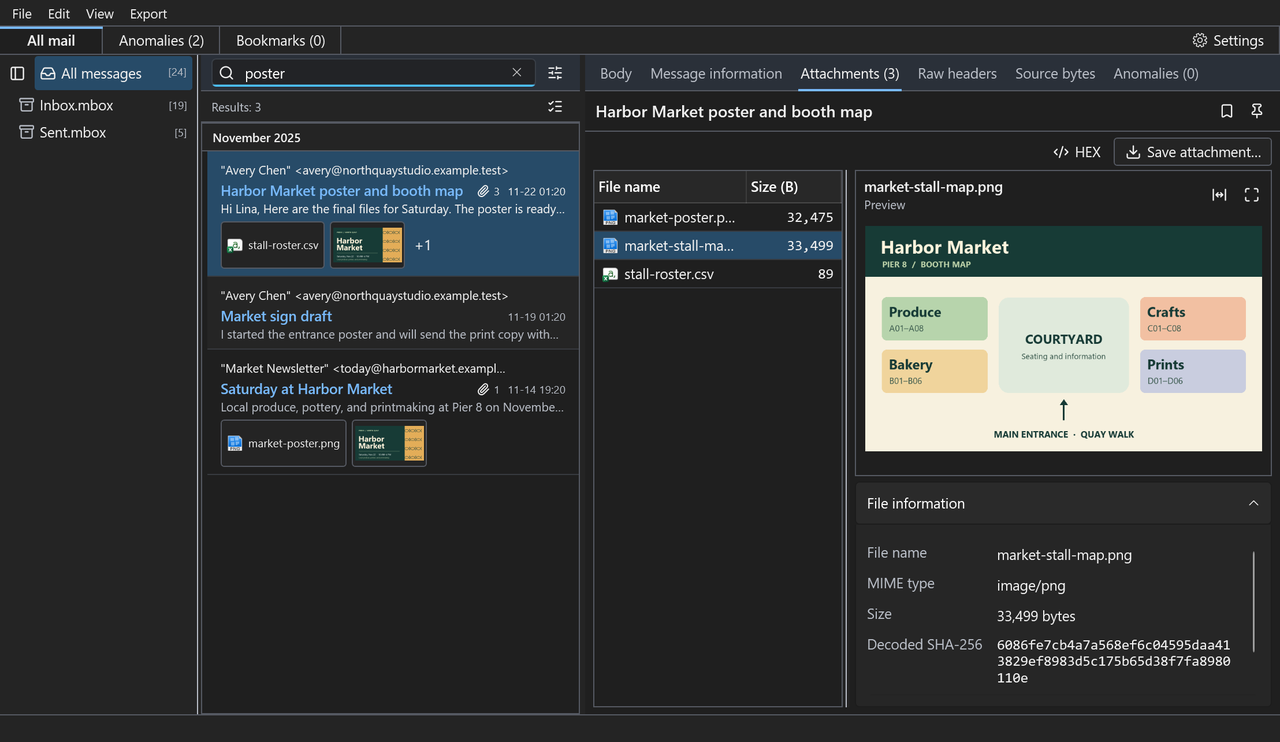 File Edit View Export
All mail Anomalies (2) Bookmarks (0) Settings
All messages [24]
Inbox.mbox [19]
Sent.mbox [5]
poster
Results: 3
November 2025
"Avery Chen" <avery@northquaystudio.example.test>
Harbor Market poster and booth map 3 11-22 01:20
Hi Lina, Here are the final files for Saturday. The poster is ready...
stall-roster.csv
Harbor
Market
+1
"Avery Chen" <avery@northquaystudio.example.test>
Market sign draft 11-19 01:20
I started the entrance poster and will send the print copy with...
"Market Newsletter" <today@harbormarket.exampl...
Saturday at Harbor Market 1 11-14 19:20
Local produce, pottery, and printmaking at Pier 8 on Novembe...
market-poster.png
Harbor
Market
Body Message information Attachments (3) Raw headers Source bytes Anomalies (0)
Harbor Market poster and booth map
</> HEX Save attachment...
File name Size (B)
market-poster.p... 32,475
market-stall-ma... 33,499
stall-roster.csv 89
market-stall-map.png
Preview
Harbor Market
PIER 8 / BOOTH MAP
Produce
A01–A08
Bakery
B01–B06
COURTYARD
Seating and information
Crafts
C01–C08
Prints
D01–D06
MAIN ENTRANCE · QUAY WALK
File information
File name market-stall-map.png
MIME type image/png
Size 33,499 bytes
Decoded SHA-256 6086fe7cb4a7a568ef6c04595daa41
3829ef8983d5c175b65d38f7fa8980
110e